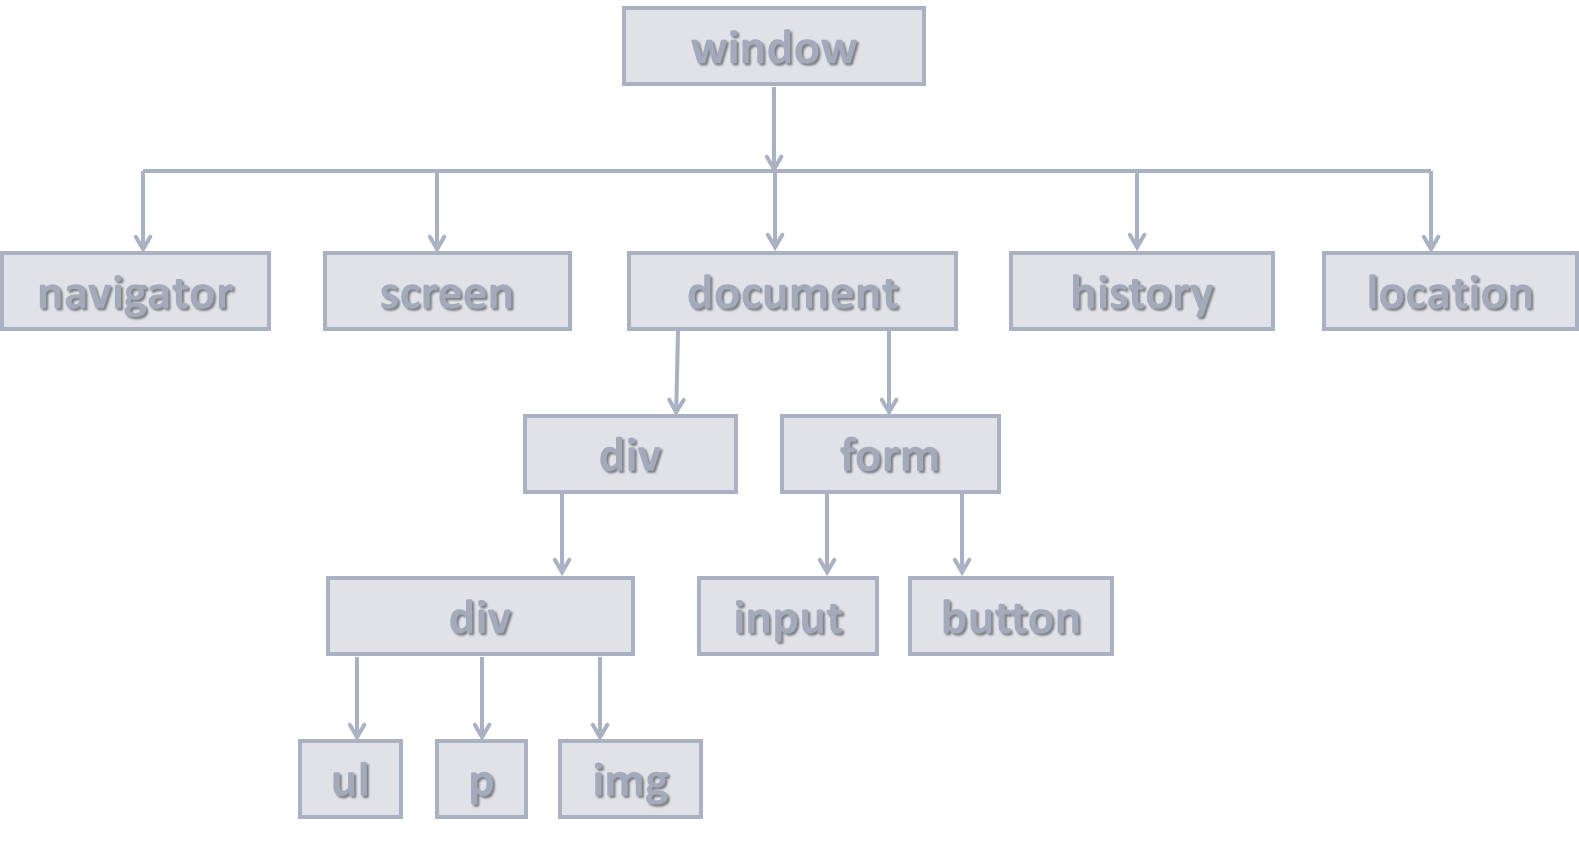 window
navigator
screen
document
history
location
div
form
div
input
button
ul
p
img